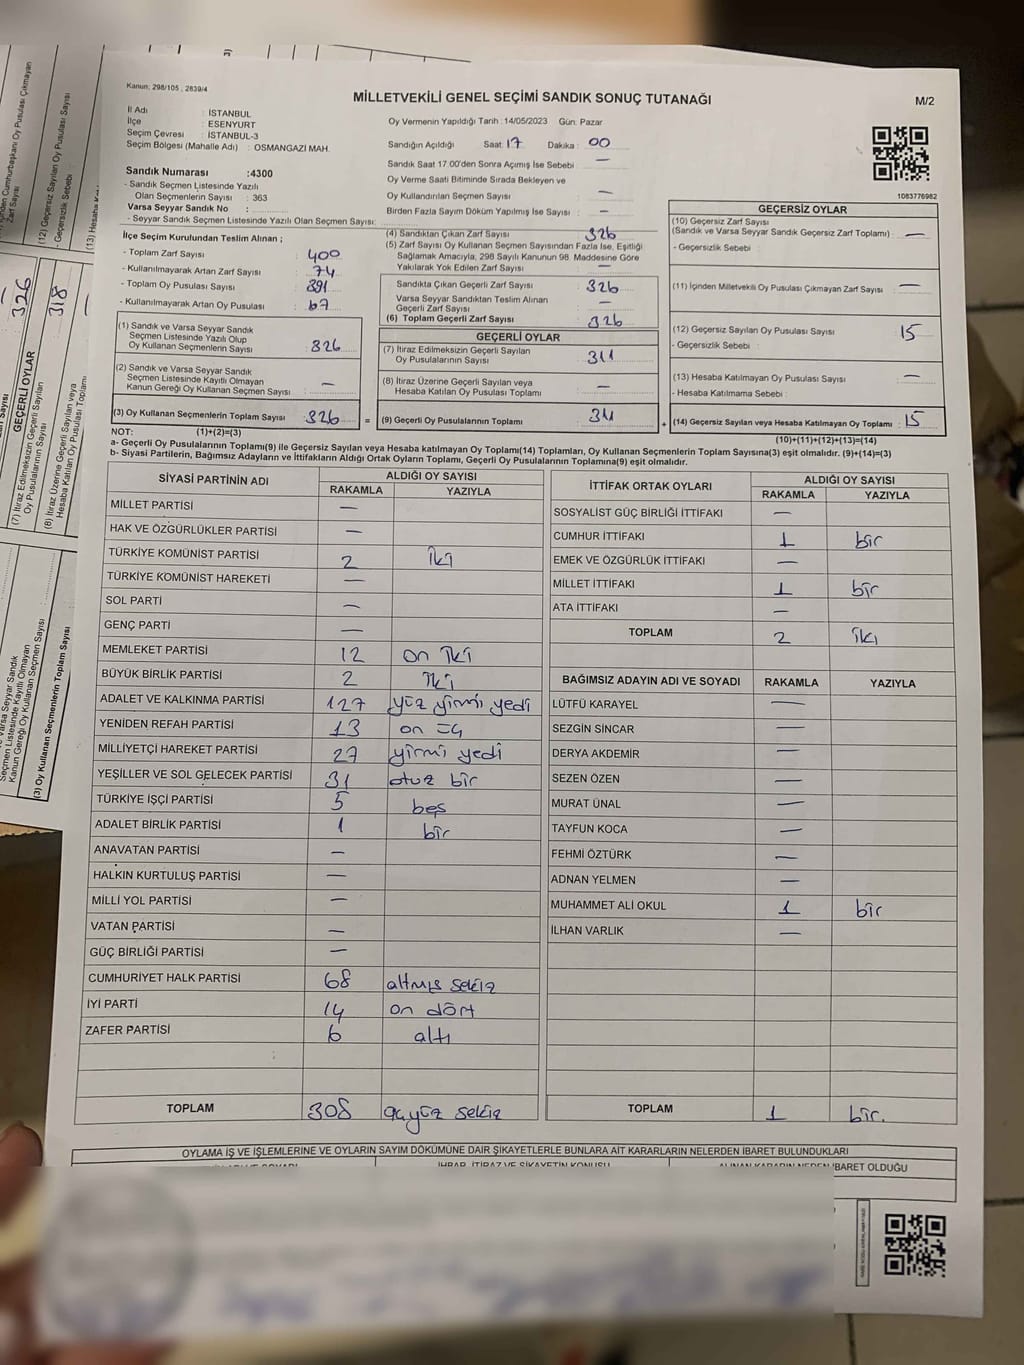 Kanun: 298/105 , 2839/4
MİLLETVEKİLİ GENEL SEÇİMİ SANDIK SONUÇ TUTANAĞI
M/2
İl Adı : İSTANBUL
İlçe : ESENYURT
Seçim Çevresi : İSTANBUL-3
Seçim Bölgesi (Mahalle Adı) : OSMANGAZI MAH.
Oy Vermenin Yapıldığı Tarih : 14/05/2023 Gün: Pazar
Sandığın Açıldığı Saat: 17 Dakika : 00
Sandık Saat 17.00'den Sonra Açımış İse Sebebi : —
Oy Verme Saati Bitiminde Sırada Bekleyen ve
Oy Kullandırılan Seçmen Sayısı : —
Birden Fazla Sayım Döküm Yapılmış İse Sayısı : —
1083776982
Sandık Numarası :4300
- Sandık Seçmen Listesinde Yazılı
Olan Seçmenlerin Sayısı : 363
Varsa Seyyar Sandık No :
- Seyyar Sandık Seçmen Listesinde Yazılı Olan Seçmen Sayısı:
İlçe Seçim Kurulundan Teslim Alınan ;
- Toplam Zarf Sayısı : 400
- Kullanılmayarak Artan Zarf Sayısı : 74
- Toplam Oy Pusulası Sayısı : 391
- Kullanılmayarak Artan Oy Pusulası : 67
(1) Sandık ve Varsa Seyyar Sandık
Seçmen Listesinde Yazılı Olup
Oy Kullanan Seçmenlerin Sayısı : 326
(2) Sandık ve Varsa Seyyar Sandık
Seçmen Listesinde Kayıtlı Olmayan
Kanun Gereği Oy Kullanan Seçmen Sayısı : —
(3) Oy Kullanan Seçmenlerin Toplam Sayısı : 326 =
(4) Sandıktan Çıkan Zarf Sayısı : 326
(5) Zarf Sayısı Oy Kullanan Seçmen Sayısından Fazla İse, Eşitliği
Sağlamak Amacıyla, 298 Sayılı Kanunun 98. Maddesine Göre
Yakılarak Yok Edilen Zarf Sayısı : —
Sandıkta Çıkan Geçerli Zarf Sayısı : 326
Varsa Seyyar Sandıktan Teslim Alınan
Geçerli Zarf Sayısı : —
(6) Toplam Geçerli Zarf Sayısı : 326
GEÇERLİ OYLAR
(7) İtiraz Edilmeksizin Geçerli Sayılan
Oy Pusulalarının Sayısı : 311
(8) İtiraz Üzerine Geçerli Sayılan veya
Hesaba Katılan Oy Pusulası Toplamı : —
(9) Geçerli Oy Pusulalarının Toplamı : 311 +
GEÇERSİZ OYLAR
(10) Geçersiz Zarf Sayısı
(Sandık ve Varsa Seyyar Sandık Geçersiz Zarf Toplamı) : —
- Geçersizlik Sebebi :
(11) İçinden Milletvekili Oy Pusulası Çıkmayan Zarf Sayısı : —
(12) Geçersiz Sayılan Oy Pusulası Sayısı : 15
- Geçersizlik Sebebi :
(13) Hesaba Katılmayan Oy Pusulası Sayısı : —
- Hesaba Katılmama Sebebi :
(14) Geçersiz Sayılan veya Hesaba Katılmayan Oy Toplamı : 15
NOT: (1)+(2)=(3) (10)+(11)+(12)+(13)=(14)
a- Geçerli Oy Pusulalarının Toplamı(9) ile Geçersiz Sayılan veya Hesaba katılmayan Oy Toplamı(14) Toplamları, Oy Kullanan Seçmenlerin Toplam Sayısına(3) eşit olmalıdır. (9)+(14)=(3)
b- Siyasi Partilerin, Bağımsız Adayların ve İttifakların Aldığı Ortak Oyların Toplamı, Geçerli Oy Pusulalarının Toplamına(9) eşit olmalıdır.
SİYASİ PARTİNİN ADI ALDIĞI OY SAYISI
RAKAMLA YAZIYLA
MİLLET PARTİSİ —
HAK VE ÖZGÜRLÜKLER PARTİSİ —
TÜRKİYE KOMÜNİST PARTİSİ 2 iki
TÜRKİYE KOMÜNİST HAREKETİ —
SOL PARTİ —
GENÇ PARTİ —
MEMLEKET PARTİSİ 12 on iki
BÜYÜK BİRLİK PARTİSİ 2 iki
ADALET VE KALKINMA PARTİSİ 127 yüz yirmi yedi
YENİDEN REFAH PARTİSİ 13 on üç
MİLLİYETÇİ HAREKET PARTİSİ 27 yirmi yedi
YEŞİLLER VE SOL GELECEK PARTİSİ 31 otuz bir
TÜRKİYE İŞÇİ PARTİSİ 5 beş
ADALET BİRLİK PARTİSİ 1 bir
ANAVATAN PARTİSİ —
HALKIN KURTULUŞ PARTİSİ —
MİLLİ YOL PARTİSİ —
VATAN PARTİSİ —
GÜÇ BİRLİĞİ PARTİSİ —
CUMHURİYET HALK PARTİSİ 68 altmış sekiz
İYİ PARTİ 14 on dört
ZAFER PARTİSİ 6 altı
TOPLAM 308 üçyüz sekiz
İTTİFAK ORTAK OYLARI ALDIĞI OY SAYISI
RAKAMLA YAZIYLA
SOSYALİST GÜÇ BİRLİĞİ İTTİFAKI —
CUMHUR İTTİFAKI 1 bir
EMEK VE ÖZGÜRLÜK İTTİFAKI —
MİLLET İTTİFAKI 1 bir
ATA İTTİFAKI —
TOPLAM 2 iki
BAĞIMSIZ ADAYIN ADI VE SOYADI RAKAMLA YAZIYLA
LÜTFÜ KARAYEL —
SEZGİN SİNCAR —
DERYA AKDEMİR —
SEZEN ÖZEN —
MURAT ÜNAL —
TAYFUN KOCA —
FEHMİ ÖZTÜRK —
ADNAN YELMEN —
MUHAMMET ALİ OKUL 1 bir
İLHAN VARLIK —
TOPLAM 1 bir.
OYLAMA İŞ VE İŞLEMLERİNE VE OYLARIN SAYIM DÖKÜMÜNE DAİR ŞİKAYETLERLE BUNLARA AİT KARARLARIN NELERDEN İBARET BULUNDUKLARI
İHBAR, İTİRAZ VE ŞİKAYETİN KONUSU
ALINAN KARARIN NEDEN İBARET OLDUĞU